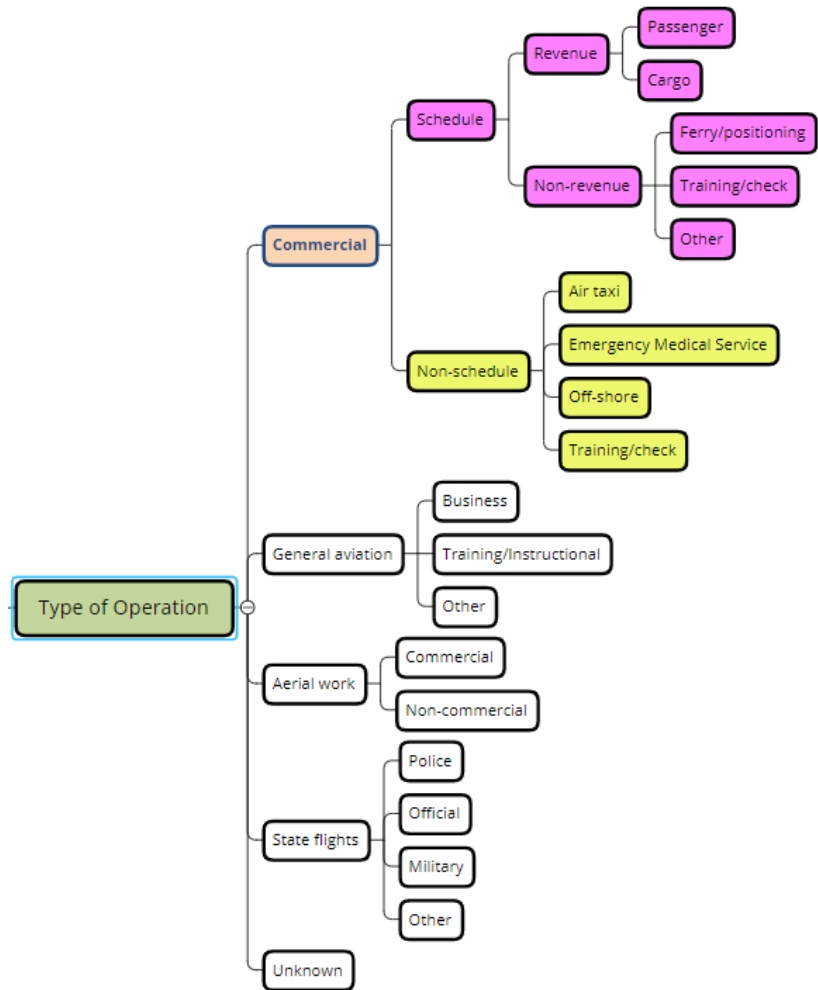 Type of Operation
Commercial
Schedule
Revenue
Passenger
Cargo
Non-revenue
Ferry/positioning
Training/check
Other
Non-schedule
Air taxi
Emergency Medical Service
Off-shore
Training/check
General aviation
Business
Training/Instructional
Other
Aerial work
Commercial
Non-commercial
State flights
Police
Official
Military
Other
Unknown